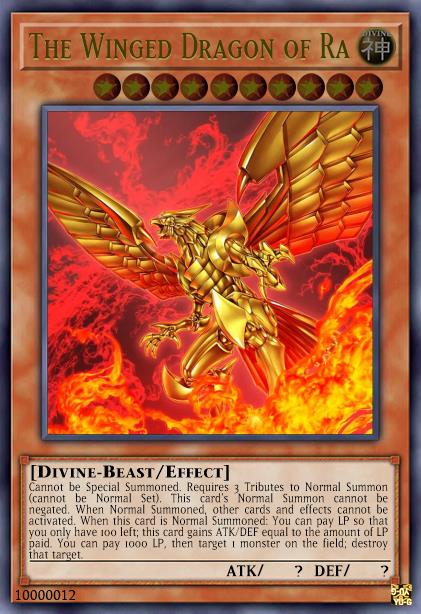 The Winged Dragon of Ra
DIVINE
神
[Divine-Beast/Effect]
Cannot be Special Summoned. Requires 3 Tributes to Normal Summon
(cannot be Normal Set). This card's Normal Summon cannot be
negated. When Normal Summoned, other cards and effects cannot be
activated. When this card is Normal Summoned: You can pay LP so that
you only have 100 left; this card gains ATK/DEF equal to the amount of LP
paid. You can pay 1000 LP, then target 1 monster on the field; destroy
that target.
ATK/ ? DEF/ ?
10000012